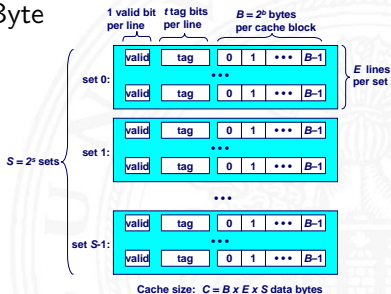 Byte
1 valid bit per line
t tag bits per line
B = 2ᵇ bytes per cache block
valid tag 0 1 ••• B–1
set 0:
•••
valid tag 0 1 ••• B–1
E lines per set
S = 2ˢ sets
valid tag 0 1 ••• B–1
set 1:
•••
valid tag 0 1 ••• B–1
•••
valid tag 0 1 ••• B–1
set S-1:
•••
valid tag 0 1 ••• B–1
Cache size: C = B x E x S data bytes